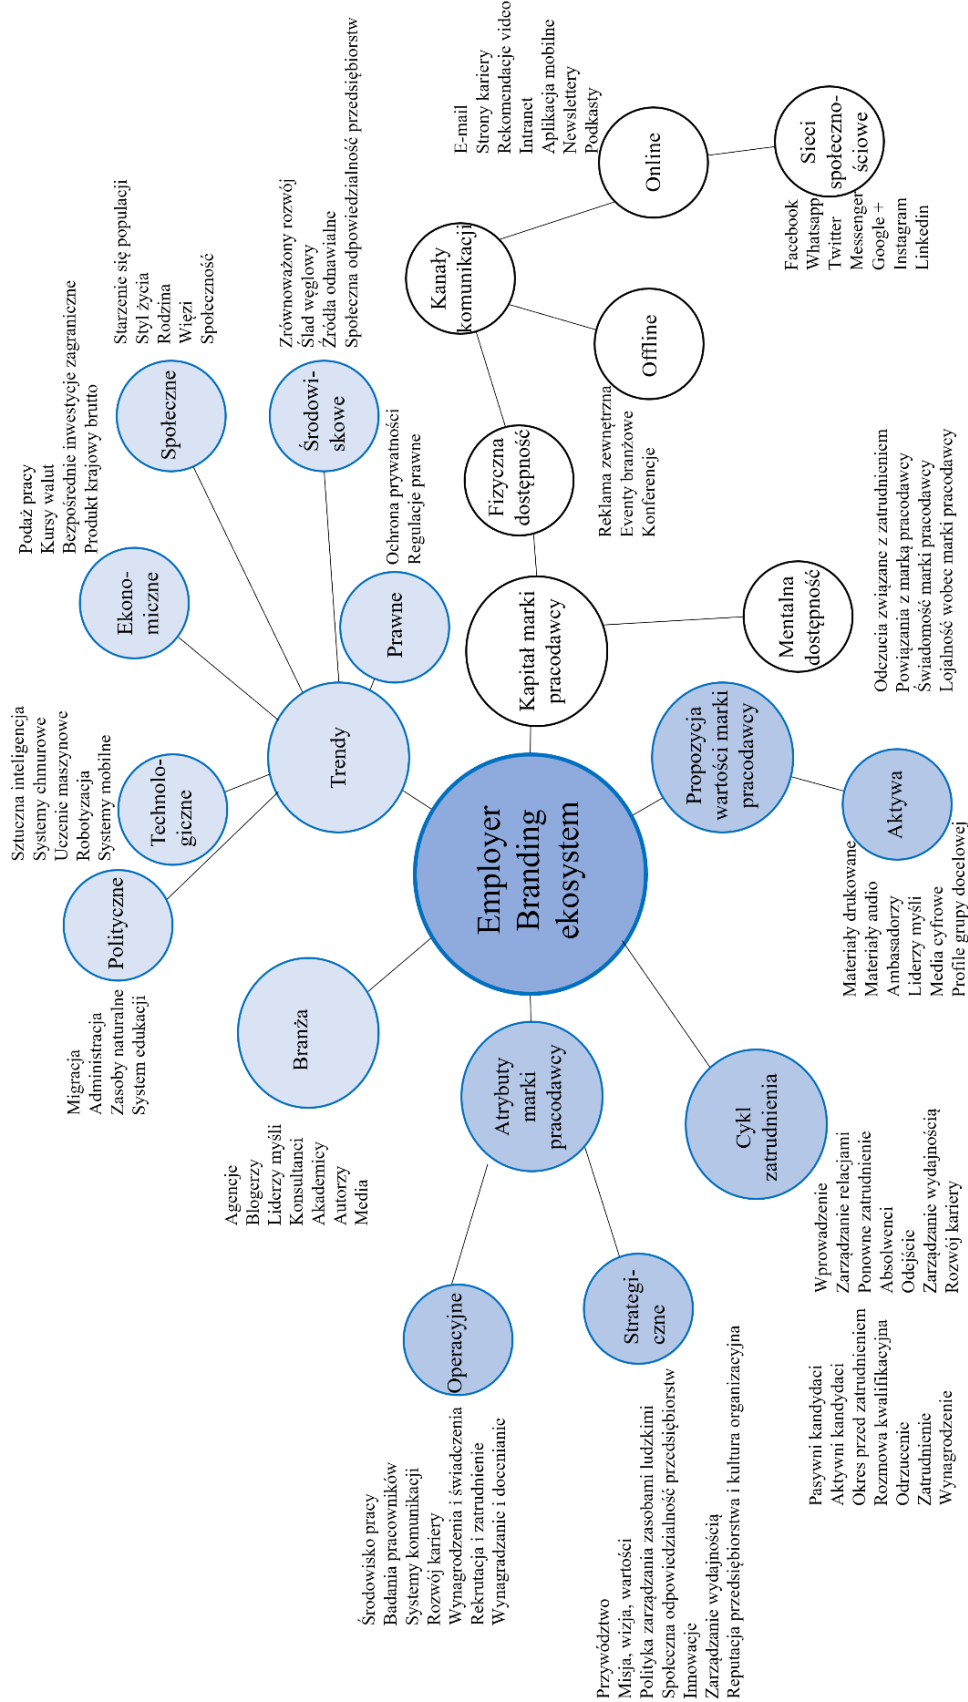 Podaż pracy
Kursy walut
Bezpośrednie inwestycje zagraniczne
Produkt krajowy brutto
Ekono-
miczne
Starzenie się populacji
Styl życia
Rodzina
Więzi
Społeczność
Społeczne
Zrównoważony rozwój
Ślad węglowy
Źródła odnawialne
Społeczna odpowiedzialność przedsiębiorstw
Środowi-
skowe
Ochrona prywatności
Regulacje prawne
Prawne
Sztuczna inteligencja
Systemy chmurowe
Uczenie maszynowe
Robotyzacja
Systemy mobilne
Technolo-
giczne
Migracja
Administracja
Zasoby naturalne
System edukacji
Polityczne
Trendy
Agencje
Blogerzy
Liderzy myśli
Konsultanci
Akademicy
Autorzy
Media
Branża
Employer
Branding
ekosystem
Kapitał marki
pracodawcy
Fizyczna
dostępność
Kanały
komunikacji
E-mail
Strony kariery
Rekomendacje video
Intranet
Aplikacja mobilne
Newslettery
Podkasty
Online
Sieci
społeczno-
ściowe
Facebook
Whatsapp
Twitter
Messenger
Google +
Instagram
Linkedin
Offline
Reklama zewnętrzna
Eventy branżowe
Konferencje
Mentalna
dostępność
Odczucia związane z zatrudnieniem
Powiązania z marką pracodawcy
Świadomość marki pracodawcy
Lojalność wobec marki pracodawcy
Propozycja
wartości marki
pracodawcy
Aktywa
Materiały drukowane
Materiały audio
Ambasadorzy
Liderzy myśli
Media cyfrowe
Profile grupy docelowej
Atrybuty
marki
pracodawcy
Operacyjne
Środowisko pracy
Badania pracowników
Systemy komunikacji
Rozwój kariery
Wynagrodzenia i świadczenia
Rekrutacja i zatrudnienie
Wynagradzanie i docenianie
Strategi-
czne
Przywództwo
Misja, wizja, wartości
Polityka zarządzania zasobami ludzkimi
Społeczna odpowiedzialność przedsiębiorstw
Innowacje
Zarządzanie wydajnością
Reputacja przedsiębiorstwa i kultura organizacyjna
Cykl
zatrudnienia
Pasywni kandydaci
Aktywni kandydaci
Okres przed zatrudnieniem
Rozmowa kwalifikacyjna
Odrzucenie
Zatrudnienie
Wynagrodzenie
Wprowadzenie
Zarządzanie relacjami
Ponowne zatrudnienie
Absolwenci
Odejście
Zarządzanie wydajnością
Rozwój kariery